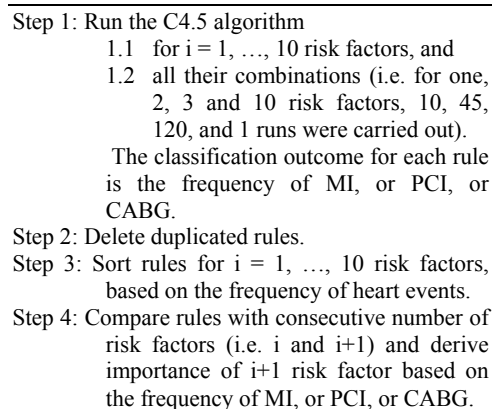 Step 1: Run the C4.5 algorithm
1.1 for i = 1, …, 10 risk factors, and
1.2 all their combinations (i.e. for one,
2, 3 and 10 risk factors, 10, 45,
120, and 1 runs were carried out).
The classification outcome for each rule
is the frequency of MI, or PCI, or
CABG.
Step 2: Delete duplicated rules.
Step 3: Sort rules for i = 1, …, 10 risk factors,
based on the frequency of heart events.
Step 4: Compare rules with consecutive number of
risk factors (i.e. i and i+1) and derive
importance of i+1 risk factor based on
the frequency of MI, or PCI, or CABG.